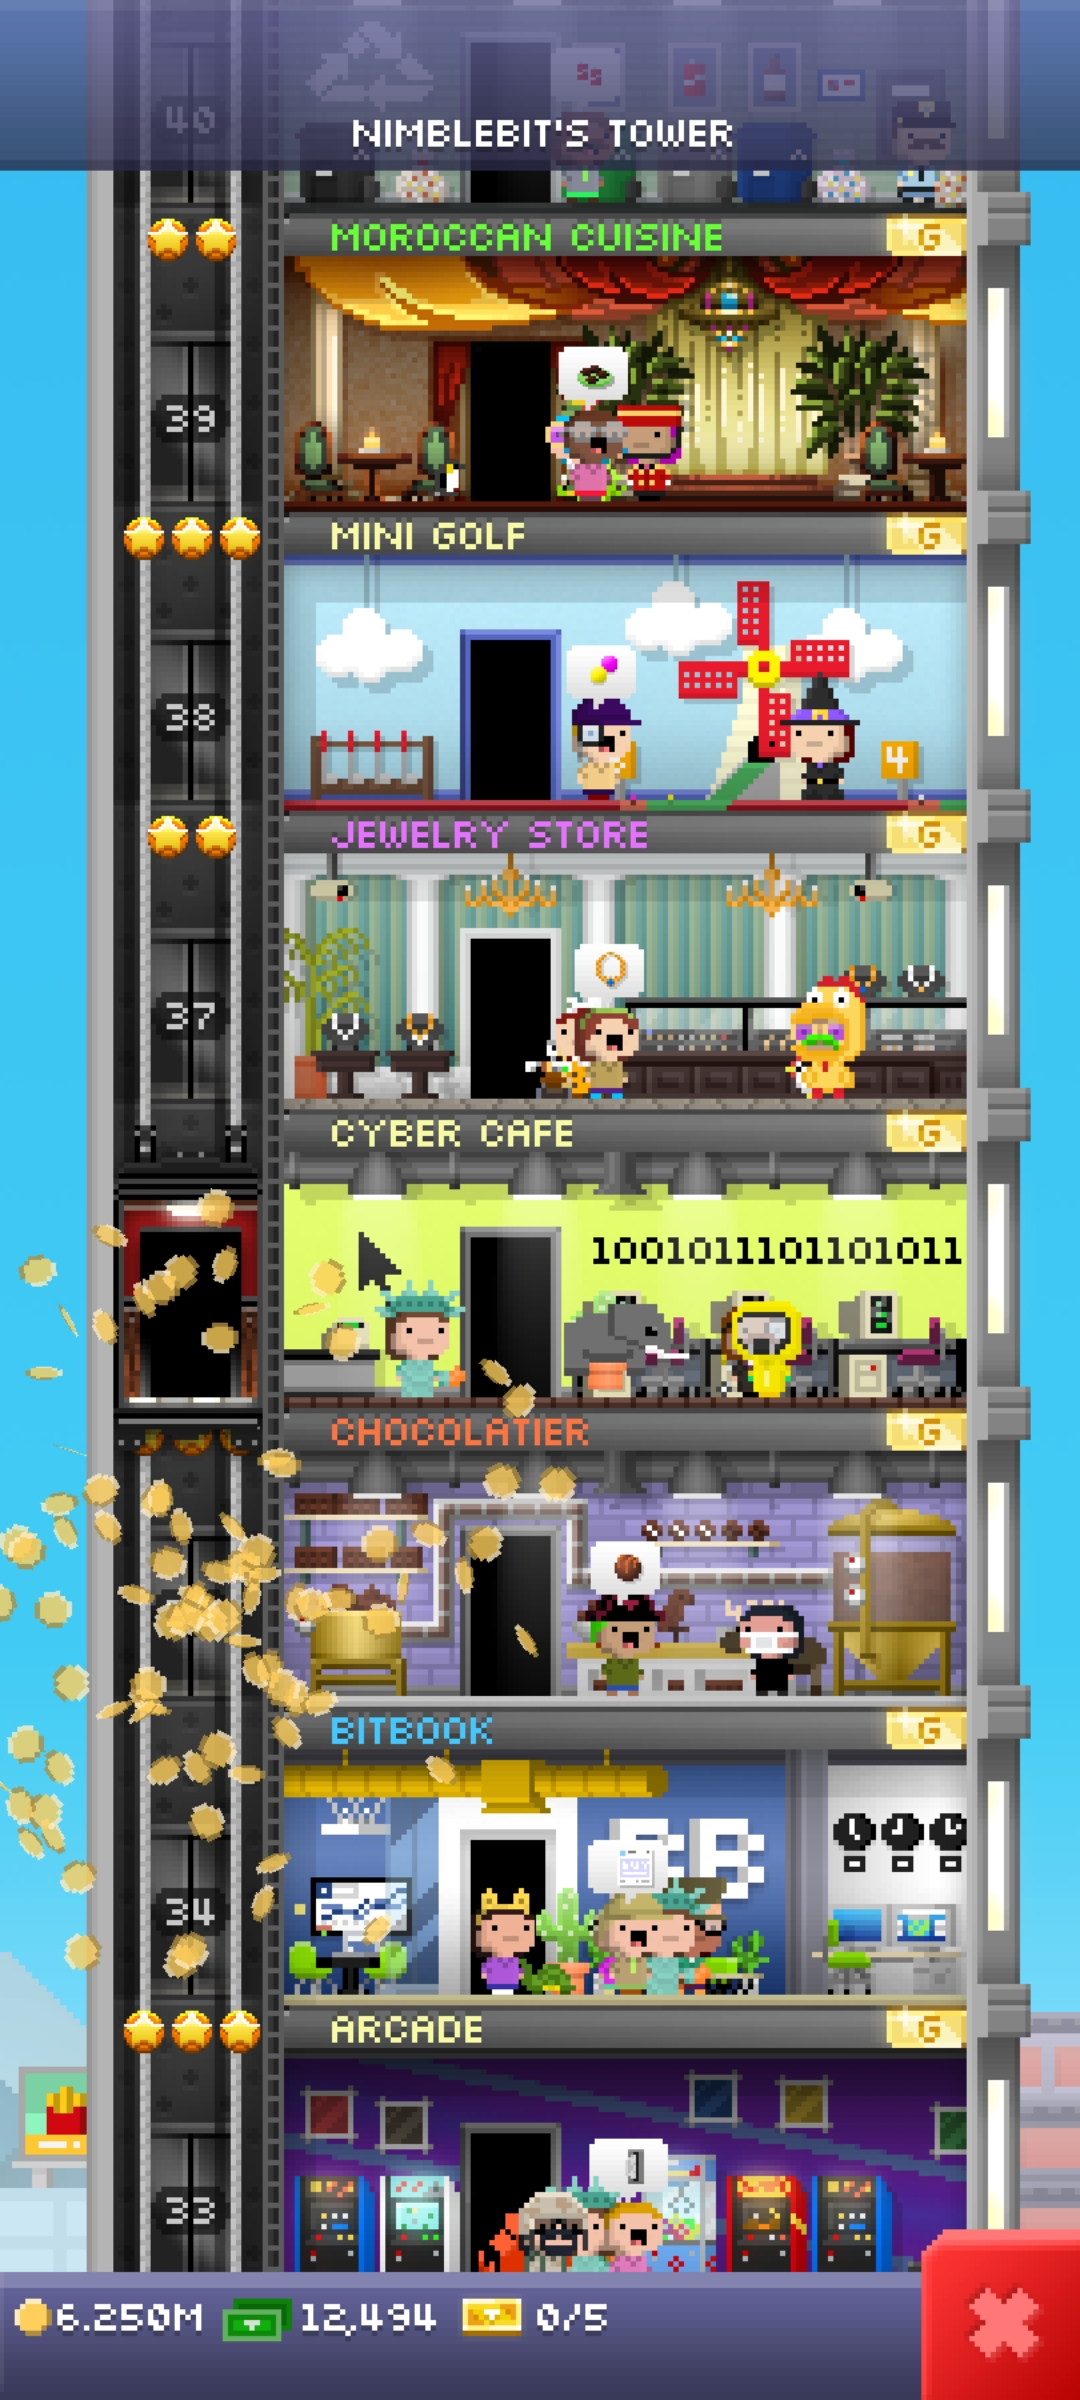 40
NIMBLEBIT'S TOWER
MOROCCAN CUISINE
G
39
MINI GOLF
G
38
4
JEWELRY STORE
G
37
CYBER CAFE
G
1001011101101011
CHOCOLATIER
G
BITBOOK
G
BB
34
ARCADE
G
33
6.250M 12,494 0/5